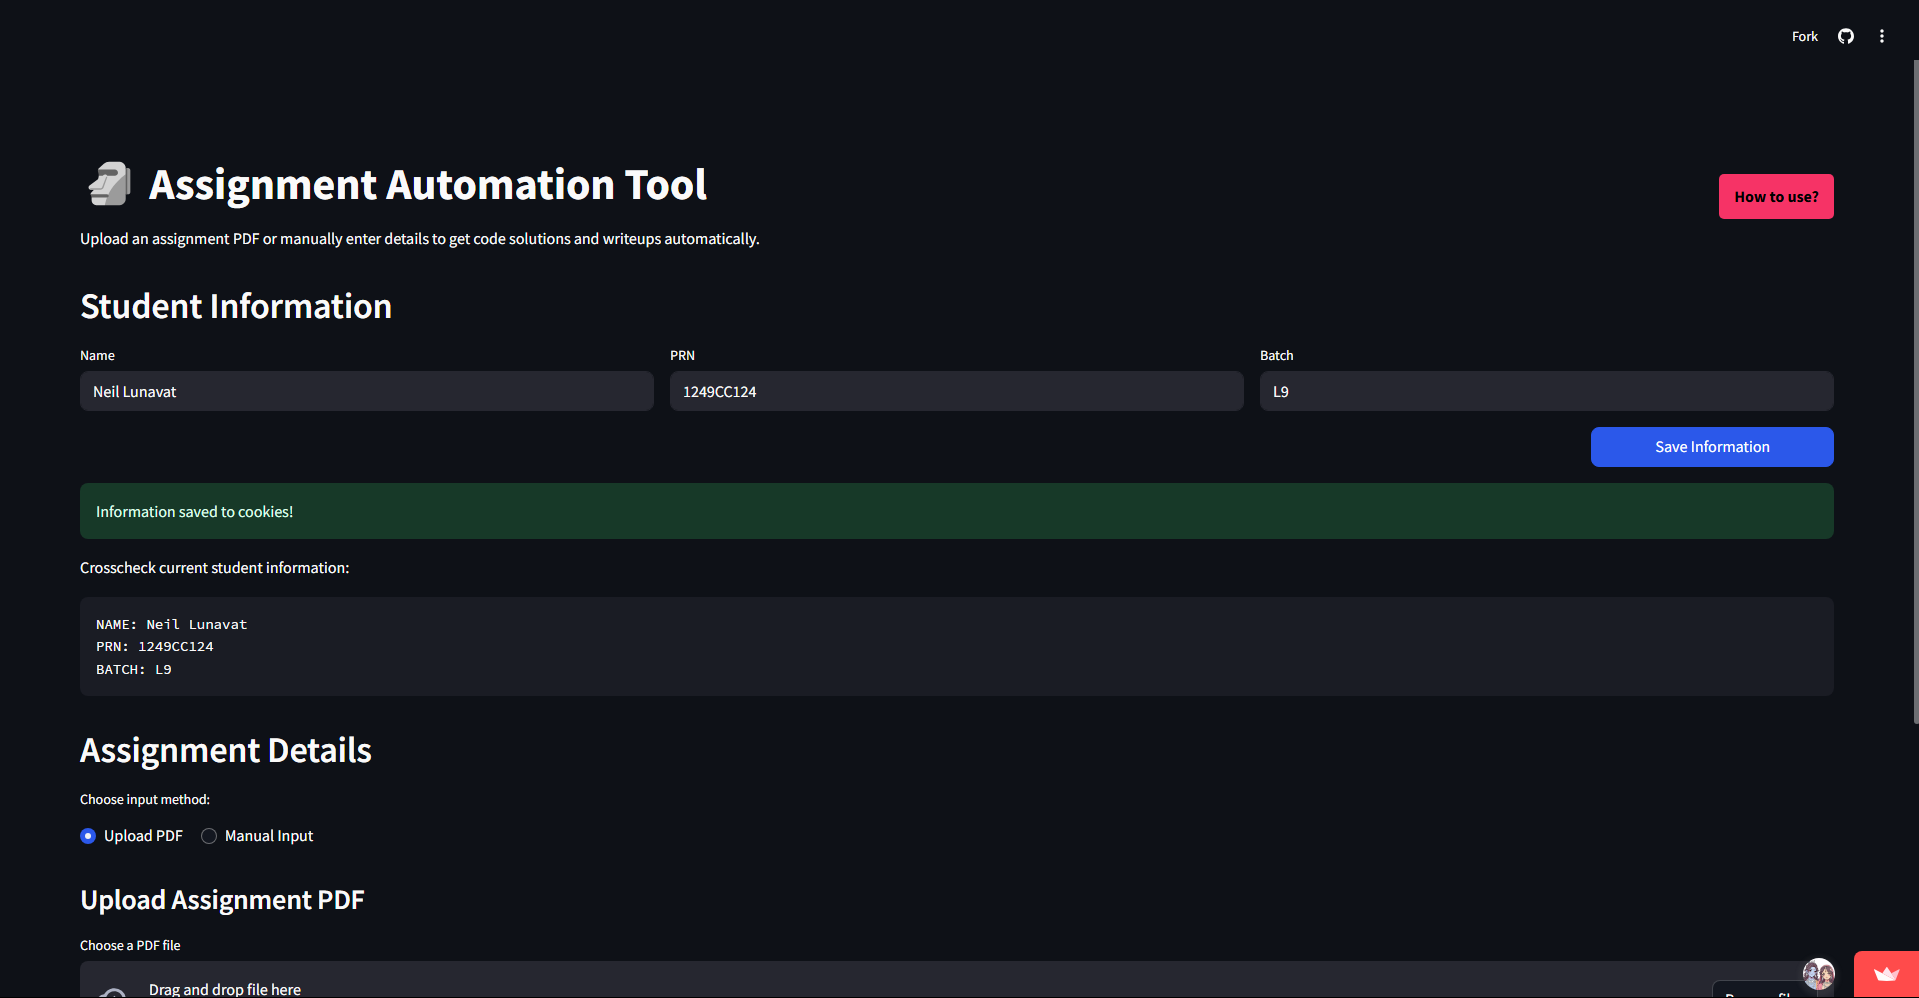 Fork
Assignment Automation Tool
How to use?
Upload an assignment PDF or manually enter details to get code solutions and writeups automatically.
Student Information
Name
PRN
Batch
Neil Lunavat
1249CC124
L9
Save Information
Information saved to cookies!
Crosscheck current student information:
NAME: Neil Lunavat
PRN: 1249CC124
BATCH: L9
Assignment Details
Choose input method:
Upload PDF
Manual Input
Upload Assignment PDF
Choose a PDF file
Drag and drop file here